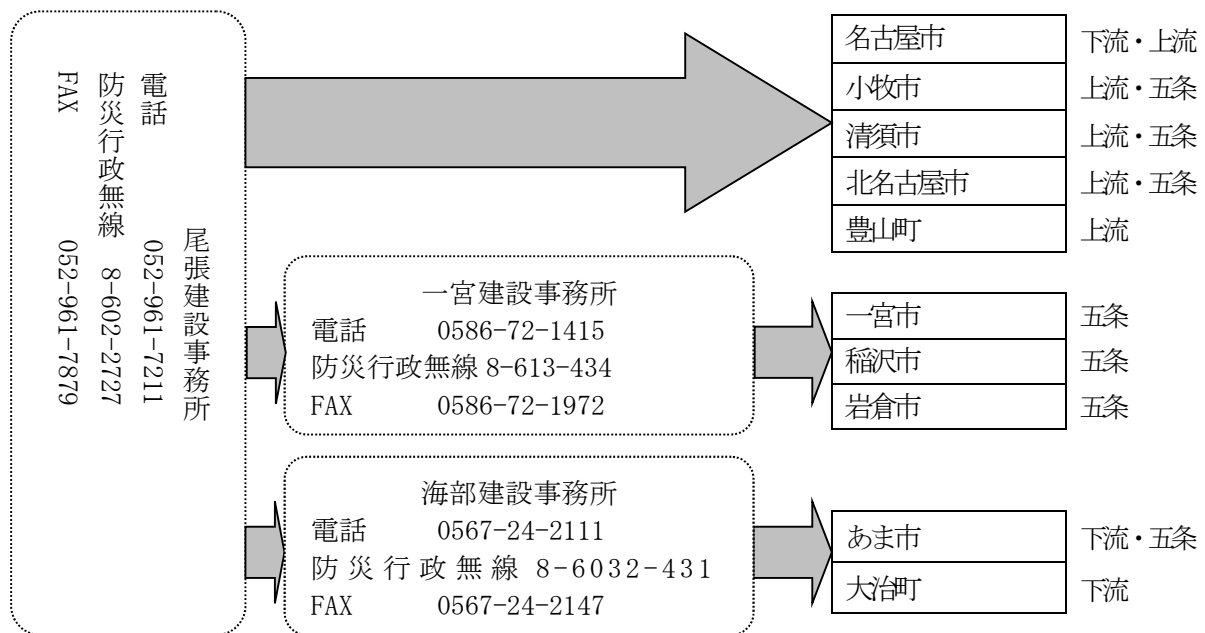 尾張建設事務所
電話 052-961-7211
防災行政無線 8-602-2727
FAX 052-961-7879
名古屋市 下流・上流
小牧市 上流・五条
清須市 上流・五条
北名古屋市 上流・五条
豊山町 上流
一宮建設事務所
電話 0586-72-1415
防災行政無線 8-613-434
FAX 0586-72-1972
一宮市 五条
稲沢市 五条
岩倉市 五条
海部建設事務所
電話 0567-24-2111
防災行政無線 8-6032-431
FAX 0567-24-2147
あま市 下流・五条
大治町 下流